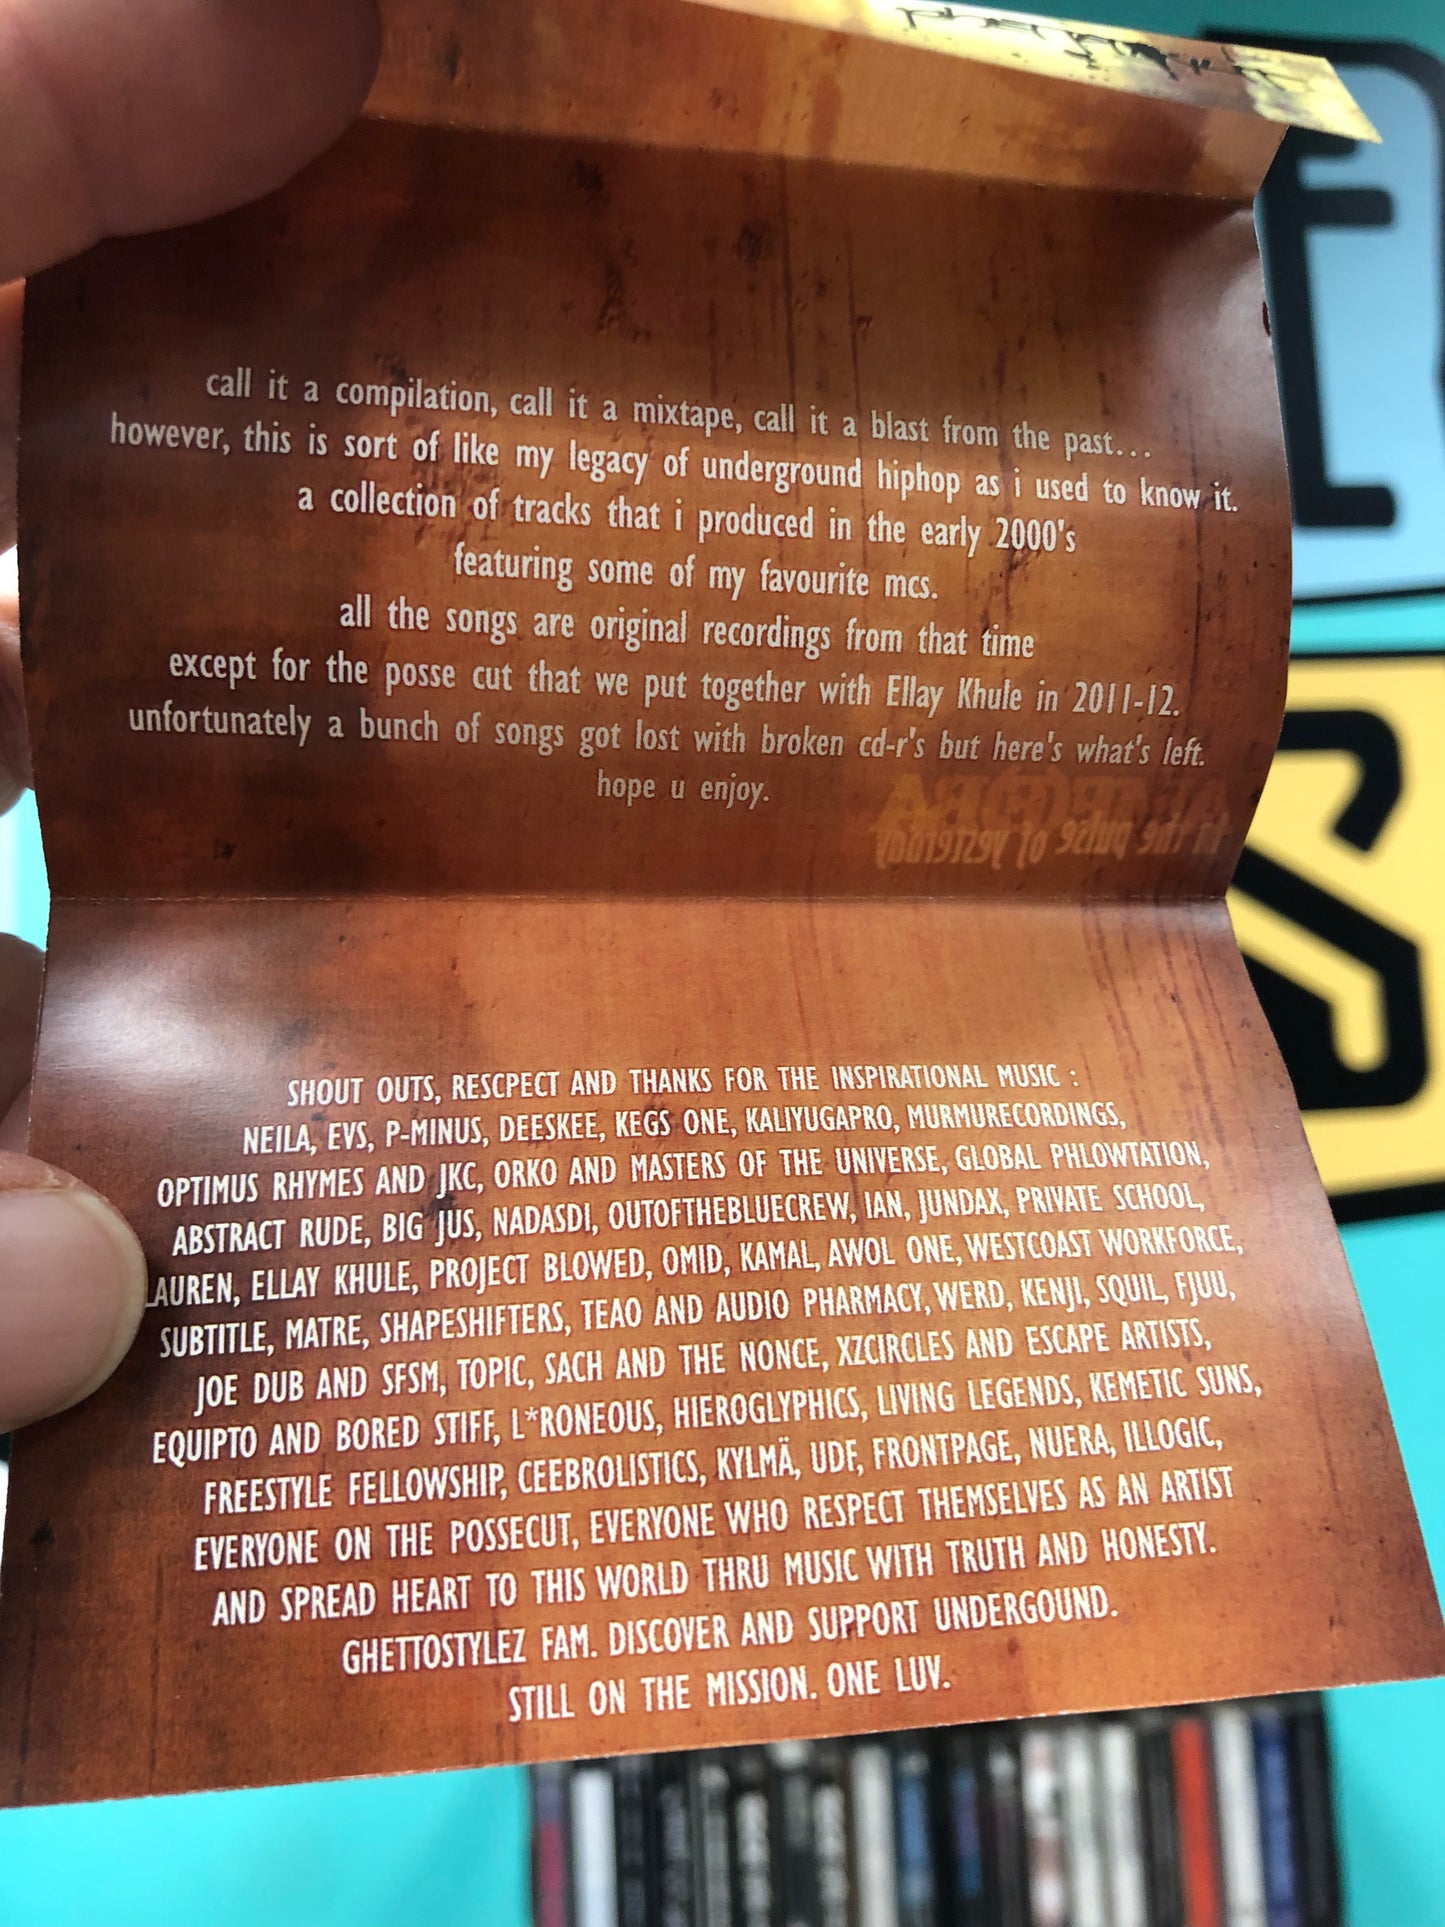 call it a compilation, call it a mixtape, call it a blast from the past...
however, this is sort of like my legacy of underground hiphop as i used to know it.
a collection of tracks that i produced in the early 2000's
featuring some of my favourite mcs.
all the songs are original recordings from that time
except for the posse cut that we put together with Ellay Khule in 2011-12.
unfortunately a bunch of songs got lost with broken cd-r's but here's what's left.
hope u enjoy.
SHOUT OUTS, RESCPECT AND THANKS FOR THE INSPIRATIONAL MUSIC :
NEILA, EVS, P-MINUS, DEESKEE, KEGS ONE, KALIYUGAPRO, MURMURECORDINGS,
OPTIMUS RHYMES AND JKC, ORKO AND MASTERS OF THE UNIVERSE, GLOBAL PHLOWTATION,
ABSTRACT RUDE, BIG JUS, NADASDI, OUTOFTHEBLUECREW, IAN, JUNDAX, PRIVATE SCHOOL,
LAUREN, ELLAY KHULE, PROJECT BLOWED, OMID, KAMAL, AWOL ONE, WESTCOAST WORKFORCE,
SUBTITLE, MATRE, SHAPESHIFTERS, TEAO AND AUDIO PHARMACY, WERD, KENJI, SQUIL, FJUU,
JOE DUB AND SFSM, TOPIC, SACH AND THE NONCE, XZCIRCLES AND ESCAPE ARTISTS,
EQUIPTO AND BORED STIFF, L*RONEOUS, HIEROGLYPHICS, LIVING LEGENDS, KEMETIC SUNS,
FREESTYLE FELLOWSHIP, CEEBROLISTICS, KYLMÄ, UDF, FRONTPAGE, NUERA, ILLOGIC,
EVERYONE ON THE POSSECUT, EVERYONE WHO RESPECT THEMSELVES AS AN ARTIST
AND SPREAD HEART TO THIS WORLD THRU MUSIC WITH TRUTH AND HONESTY.
GHETTOSTYLEZ FAM. DISCOVER AND SUPPORT UNDERGOUND.
STILL ON THE MISSION. ONE LUV.